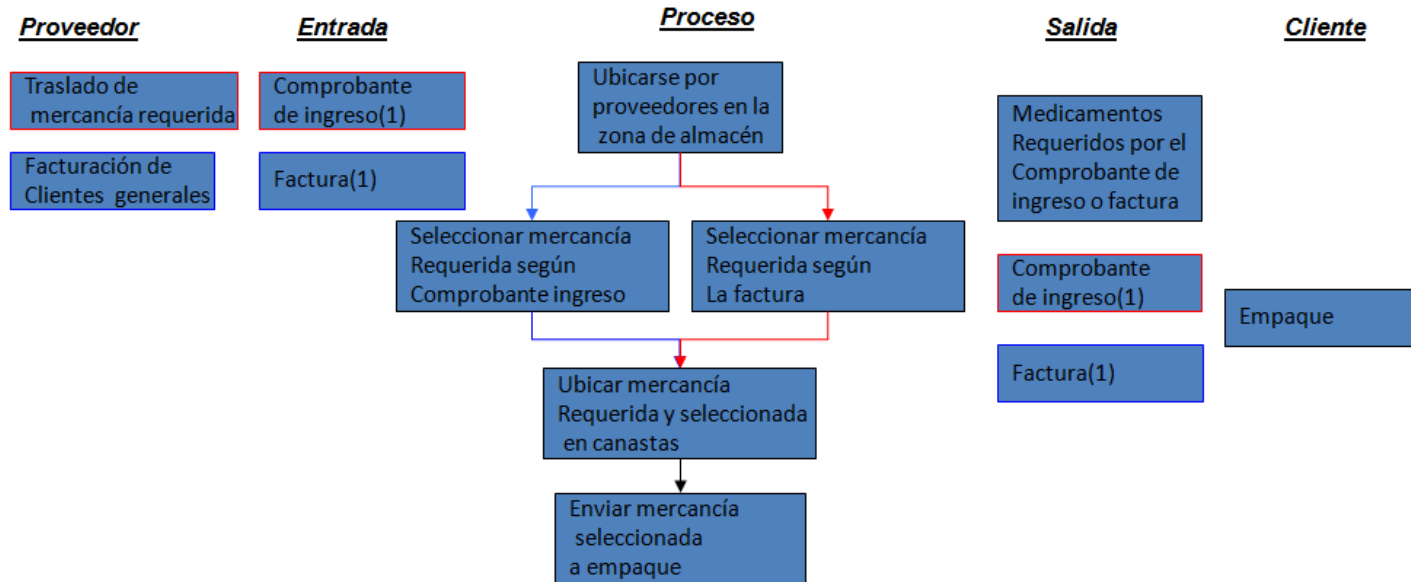 Proveedor
Entrada
Proceso
Salida
Cliente
Traslado de
mercancía requerida
Facturación de
Clientes generales
Comprobante
de ingreso(1)
Factura(1)
Ubicarse por
proveedores en la
zona de almacén
Seleccionar mercancía
Requerida según
Comprobante ingreso
Seleccionar mercancía
Requerida según
La factura
Ubicar mercancía
Requerida y seleccionada
en canastas
Enviar mercancía
seleccionada
a empaque
Medicamentos
Requeridos por el
Comprobante de
ingreso o factura
Comprobante
de ingreso(1)
Factura(1)
Empaque